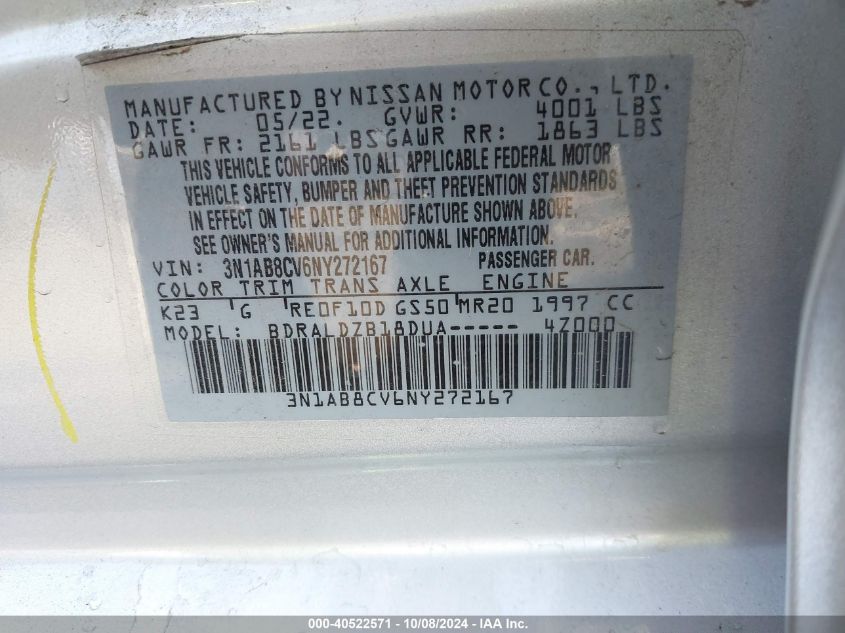 MANUFACTURED BY NISSAN MOTOR CO., LTD.
DATE: 05/22. GVWR: 4001 LBS
GAWR FR: 2161 LBS GAWR RR: 1863 LBS
THIS VEHICLE CONFORMS TO ALL APPLICABLE FEDERAL MOTOR
VEHICLE SAFETY, BUMPER AND THEFT PREVENTION STANDARDS
IN EFFECT ON THE DATE OF MANUFACTURE SHOWN ABOVE.
SEE OWNER'S MANUAL FOR ADDITIONAL INFORMATION.
VIN: 3N1AB8CV6NY272167 PASSENGER CAR.
COLOR TRIM TRANS AXLE ENGINE
K23 G RE0F10D GS50 MR20 1997 CC
MODEL: BDRALDZB18DUA----- 4Z000
3N1AB8CV6NY272167
000-40522571 - 10/08/2024 - IAA Inc.